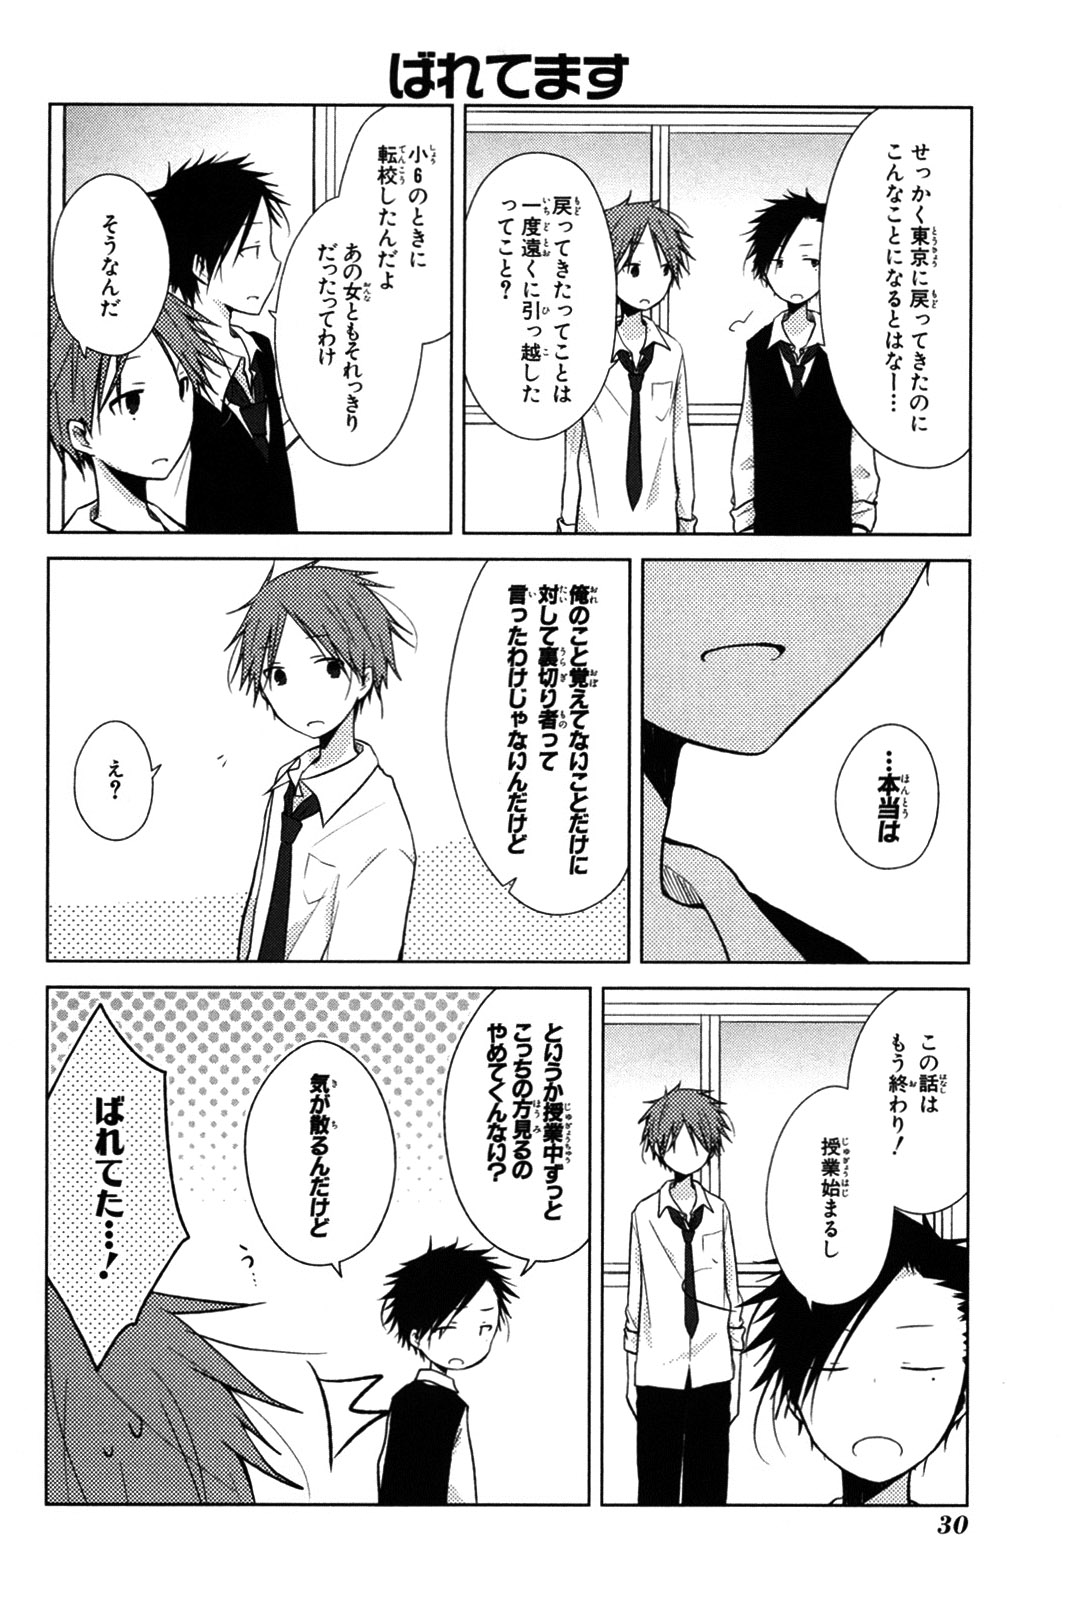 ばれてます
せっかく東京に戻ってきたのに
こんなことになるとはなー…
戻ってきたってことは
一度遠くに引っ越した
ってこと?
小6のときに
転校したんだよ
あの女ともそれっきり
だったってわけ
そうなんだ
…本当は
俺のこと覚えてないことだけに
対して裏切り者って
言ったわけじゃないんだけど
え?
この話は
もう終わり!
授業始まるし
というか授業中ずっと
こっちの方見るの
やめてくんない?
気が散るんだけど
う
ばれてた…!
30